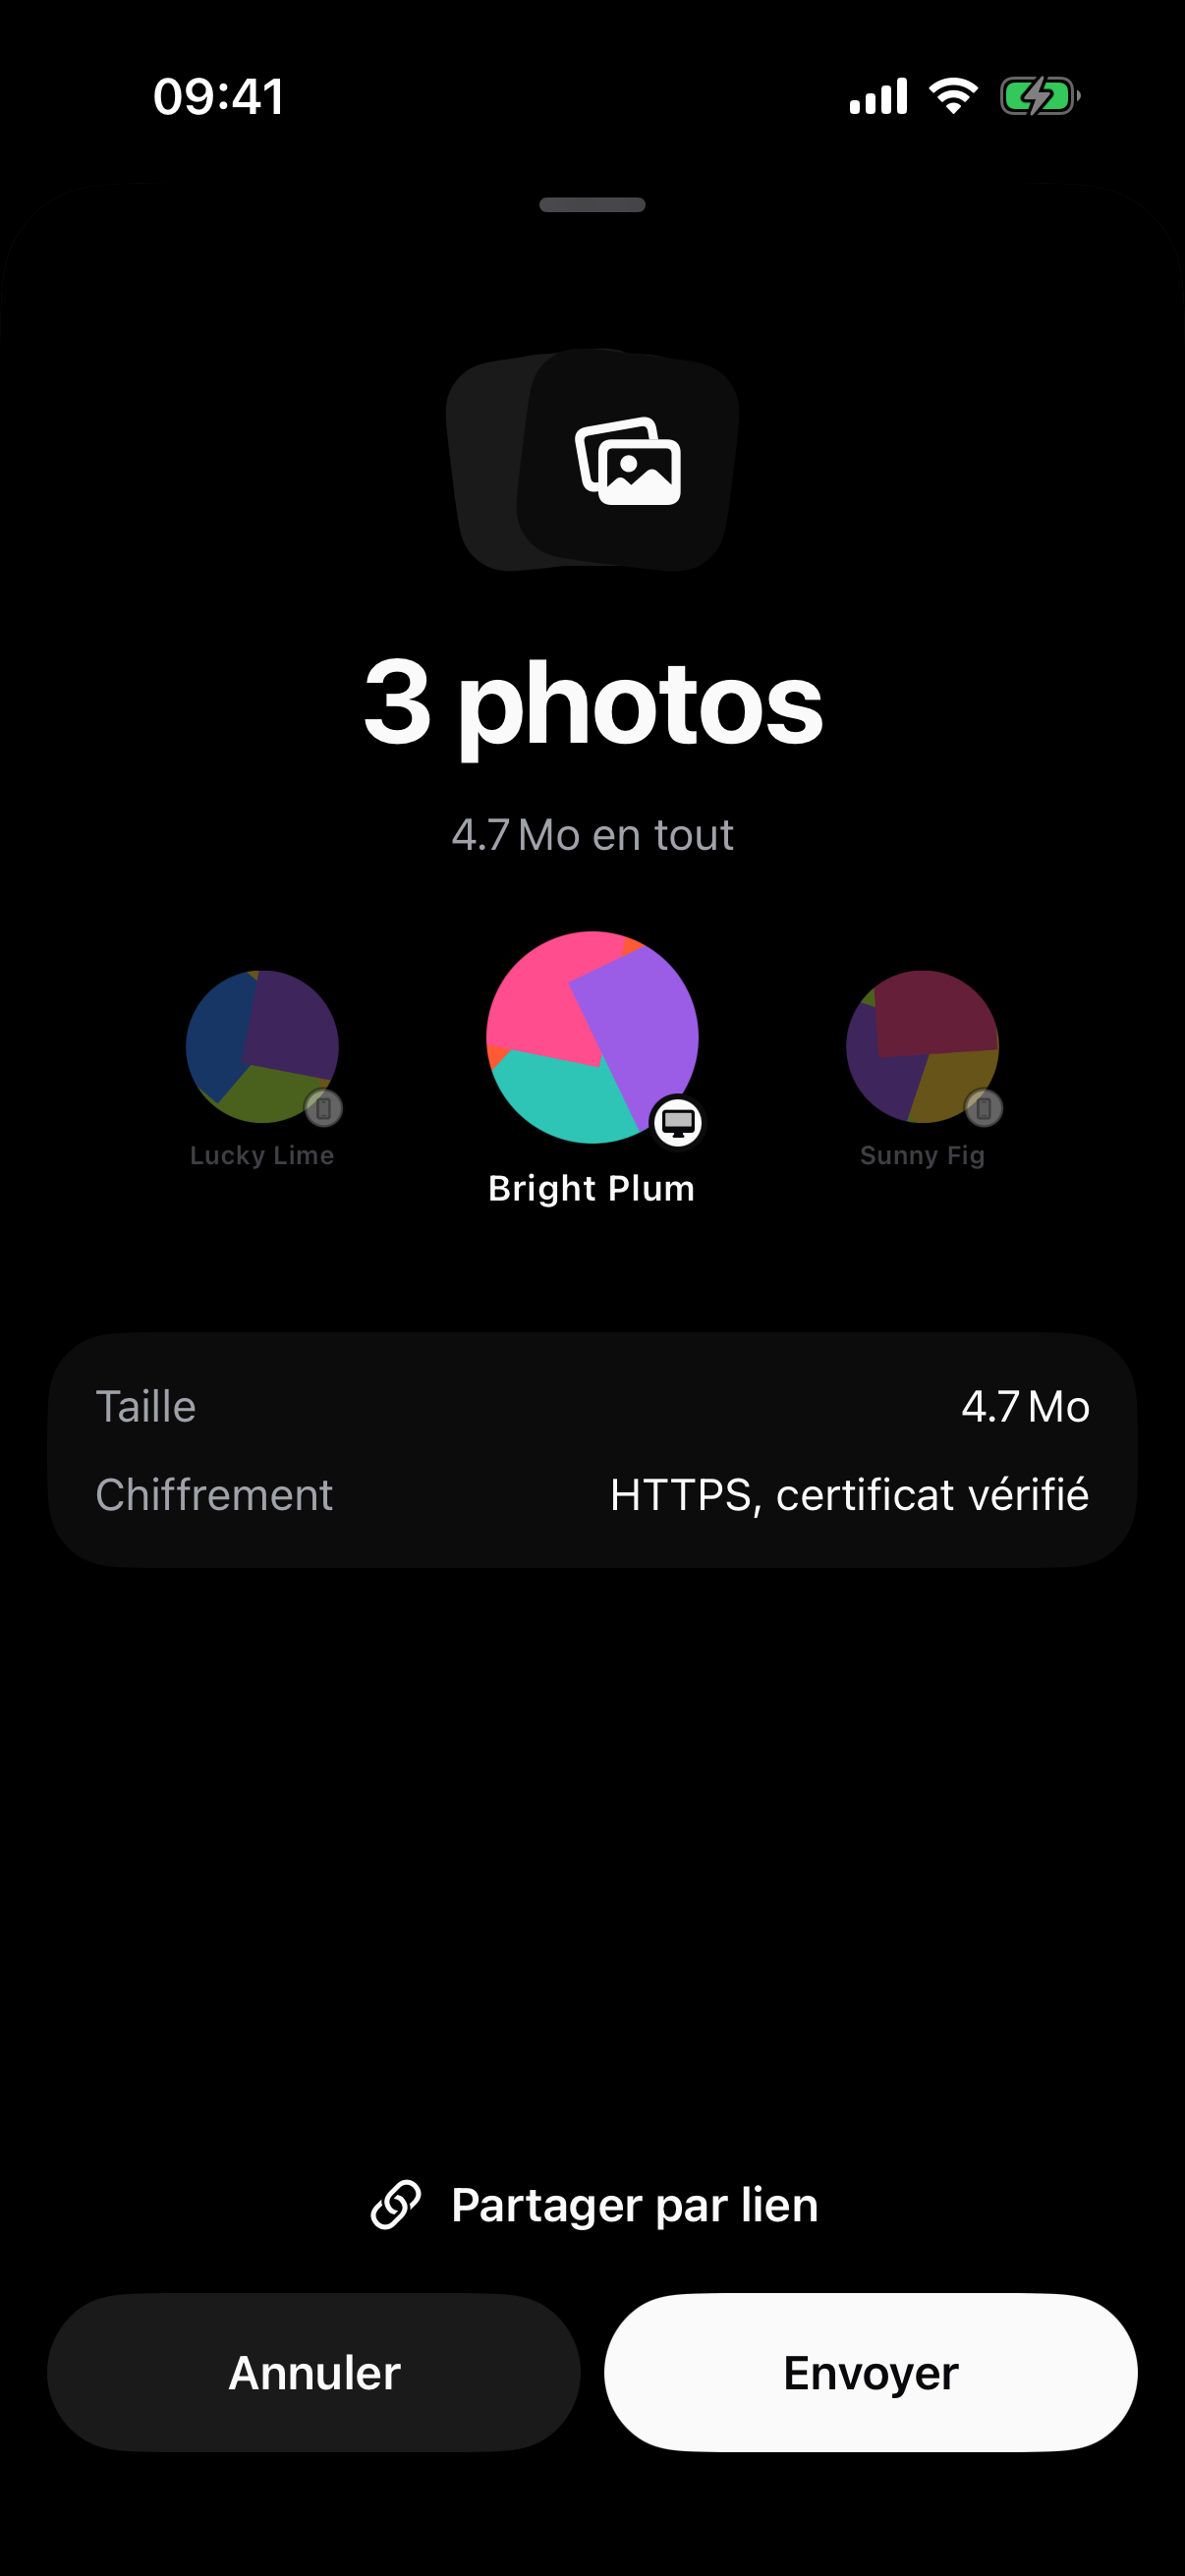 09:41
3 photos
4.7 Mo en tout
Lucky Lime
Bright Plum
Sunny Fig
Taille
4.7 Mo
Chiffrement
HTTPS, certificat vérifié
Partager par lien
Annuler
Envoyer